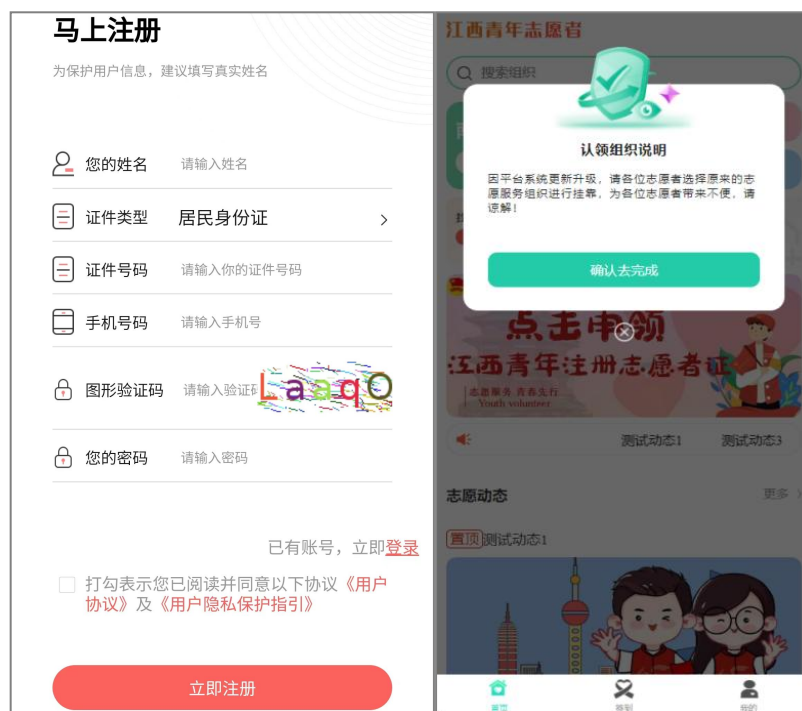 马上注册
为保护用户信息，建议填写真实姓名
您的姓名 请输入姓名
证件类型 居民身份证
证件号码 请输入你的证件号码
手机号码 请输入手机号
图形验证码 请输入验证码
LaaqO
您的密码 请输入密码
已有账号，立即登录
打勾表示您已阅读并同意以下协议《用户
协议》及《用户隐私保护指引》
立即注册
江西青年志愿者
搜索组织
认领组织说明
因平台系统更新升级，请各位志愿者选择原来的志
愿服务组织进行挂靠，为各位志愿者带来不便，请
谅解！
确认去完成
点击申领
江西青年注册志愿者证
志愿服务 青春先行
Youth volunteer
测试动态1 测试动态3
志愿动态 更多
置顶 测试动态1
首页 我的